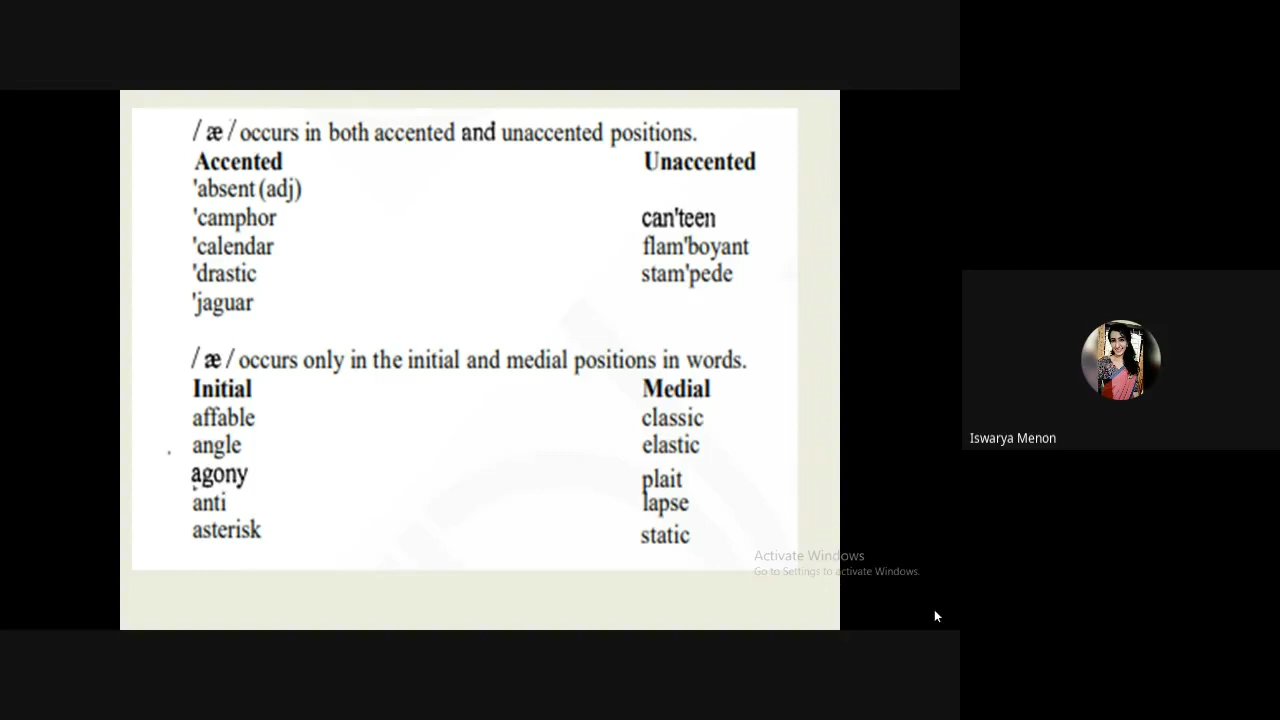 / æ / occurs in both accented and unaccented positions.
Accented Unaccented
'absent (adj)
'camphor can'teen
'calendar flam'boyant
'drastic stam'pede
'jaguar
/ æ / occurs only in the initial and medial positions in words.
Initial Medial
affable classic
angle elastic
agony plait
anti lapse
asterisk static
Activate Windows
Go to Settings to activate Windows.
Iswarya Menon